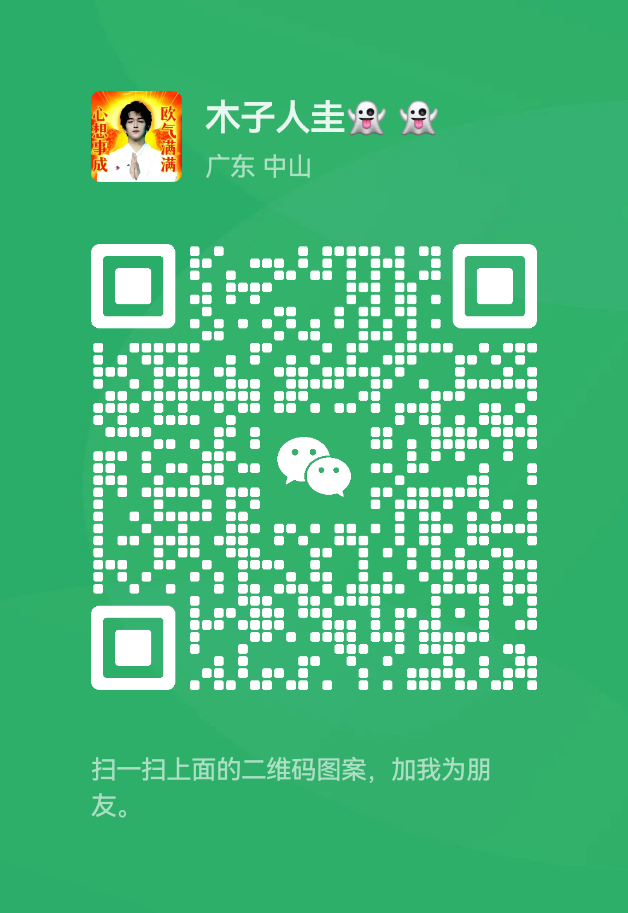 心想事成
欧气满满
木子人圭👻 👻
广东 中山
扫一扫上面的二维码图案，加我为朋
友。